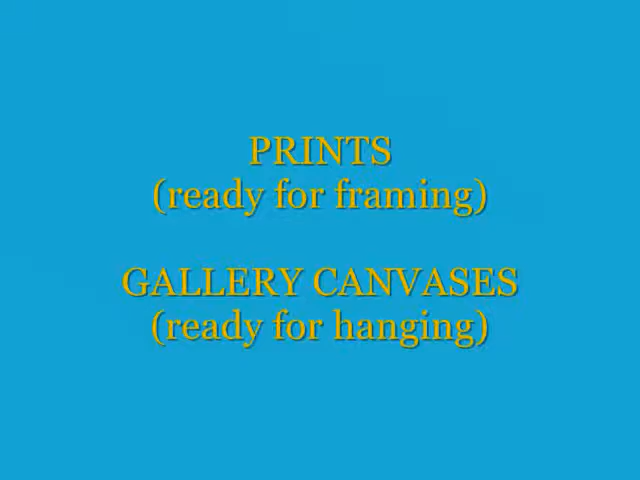 PRINTS
(ready for framing)
GALLERY CANVASES
(ready for hanging)